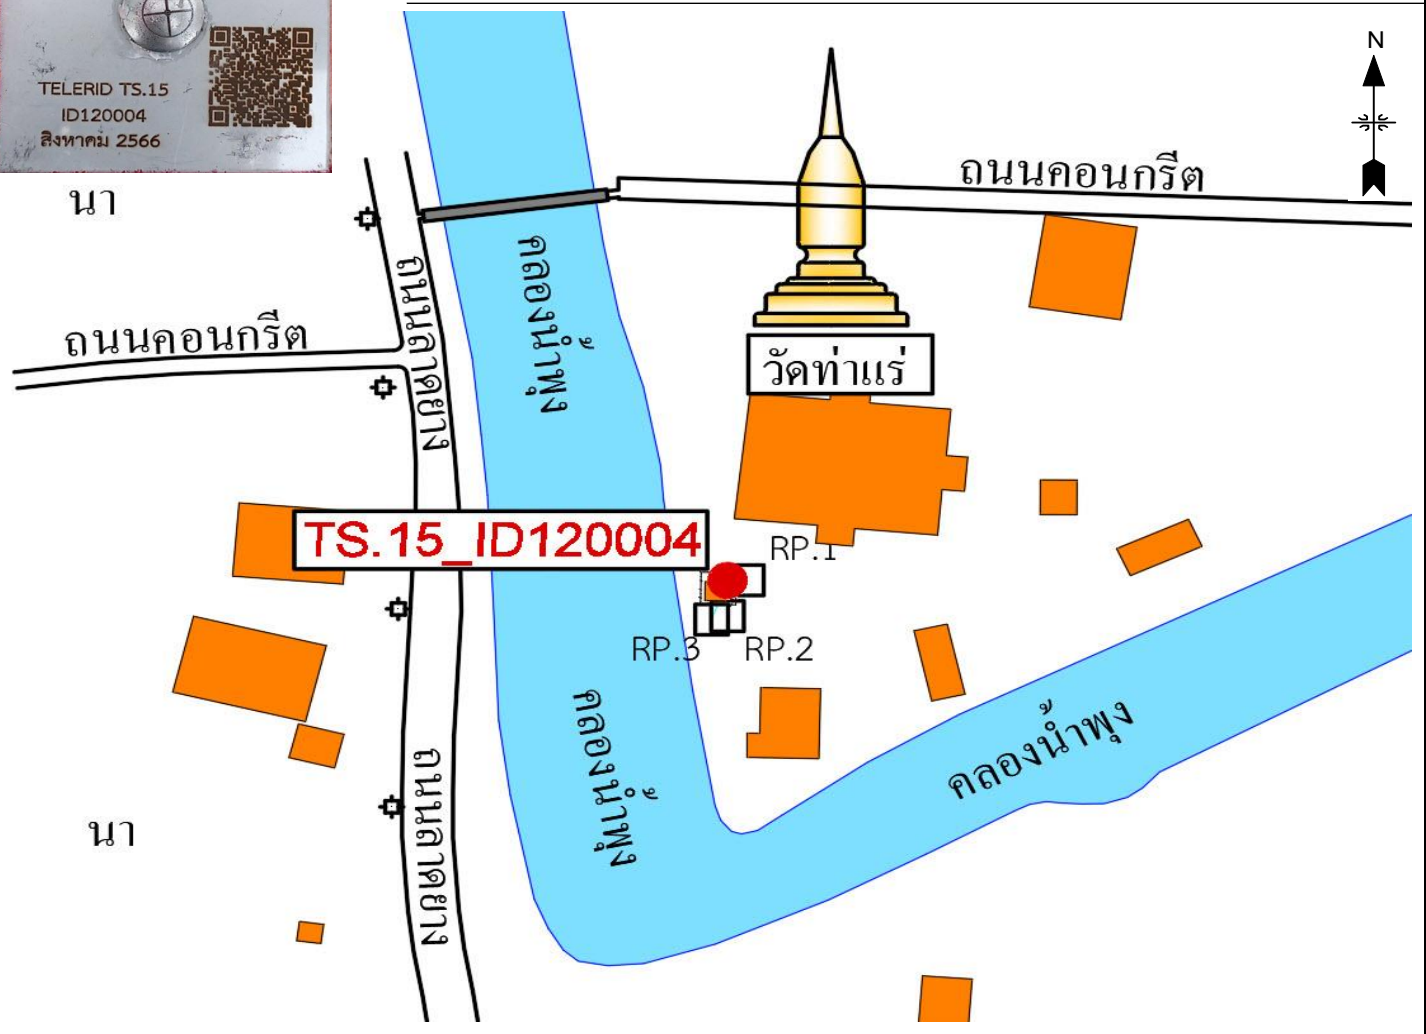 TELERID TS.15
ID120004
สิงหาคม 2566
N
นา
ถนนคอนกรีต
คลองน้ำพุง
ถนนลาดยาง
ถนนคอนกรีต
วัดท่าแร่
TS.15_ID120004
RP.1
RP.3
RP.2
คลองน้ำพุง
คลองน้ำพุง
ถนนลาดยาง
นา